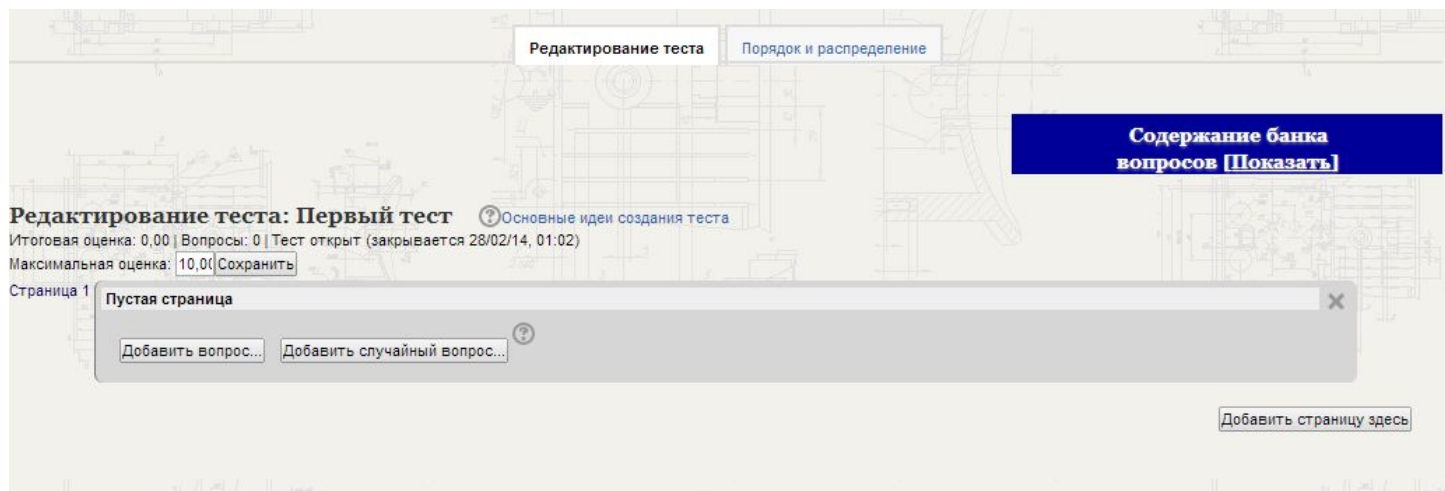 Редактирование теста Порядок и распределение
Содержание банка
вопросов [Показать]
Редактирование теста: Первый тест ? Основные идеи создания теста
Итоговая оценка: 0,00 | Вопросы: 0 | Тест открыт (закрывается 28/02/14, 01:02)
Максимальная оценка: 10,00 Сохранить
Страница 1 Пустая страница
Добавить вопрос... Добавить случайный вопрос... ?
Добавить страницу здесь